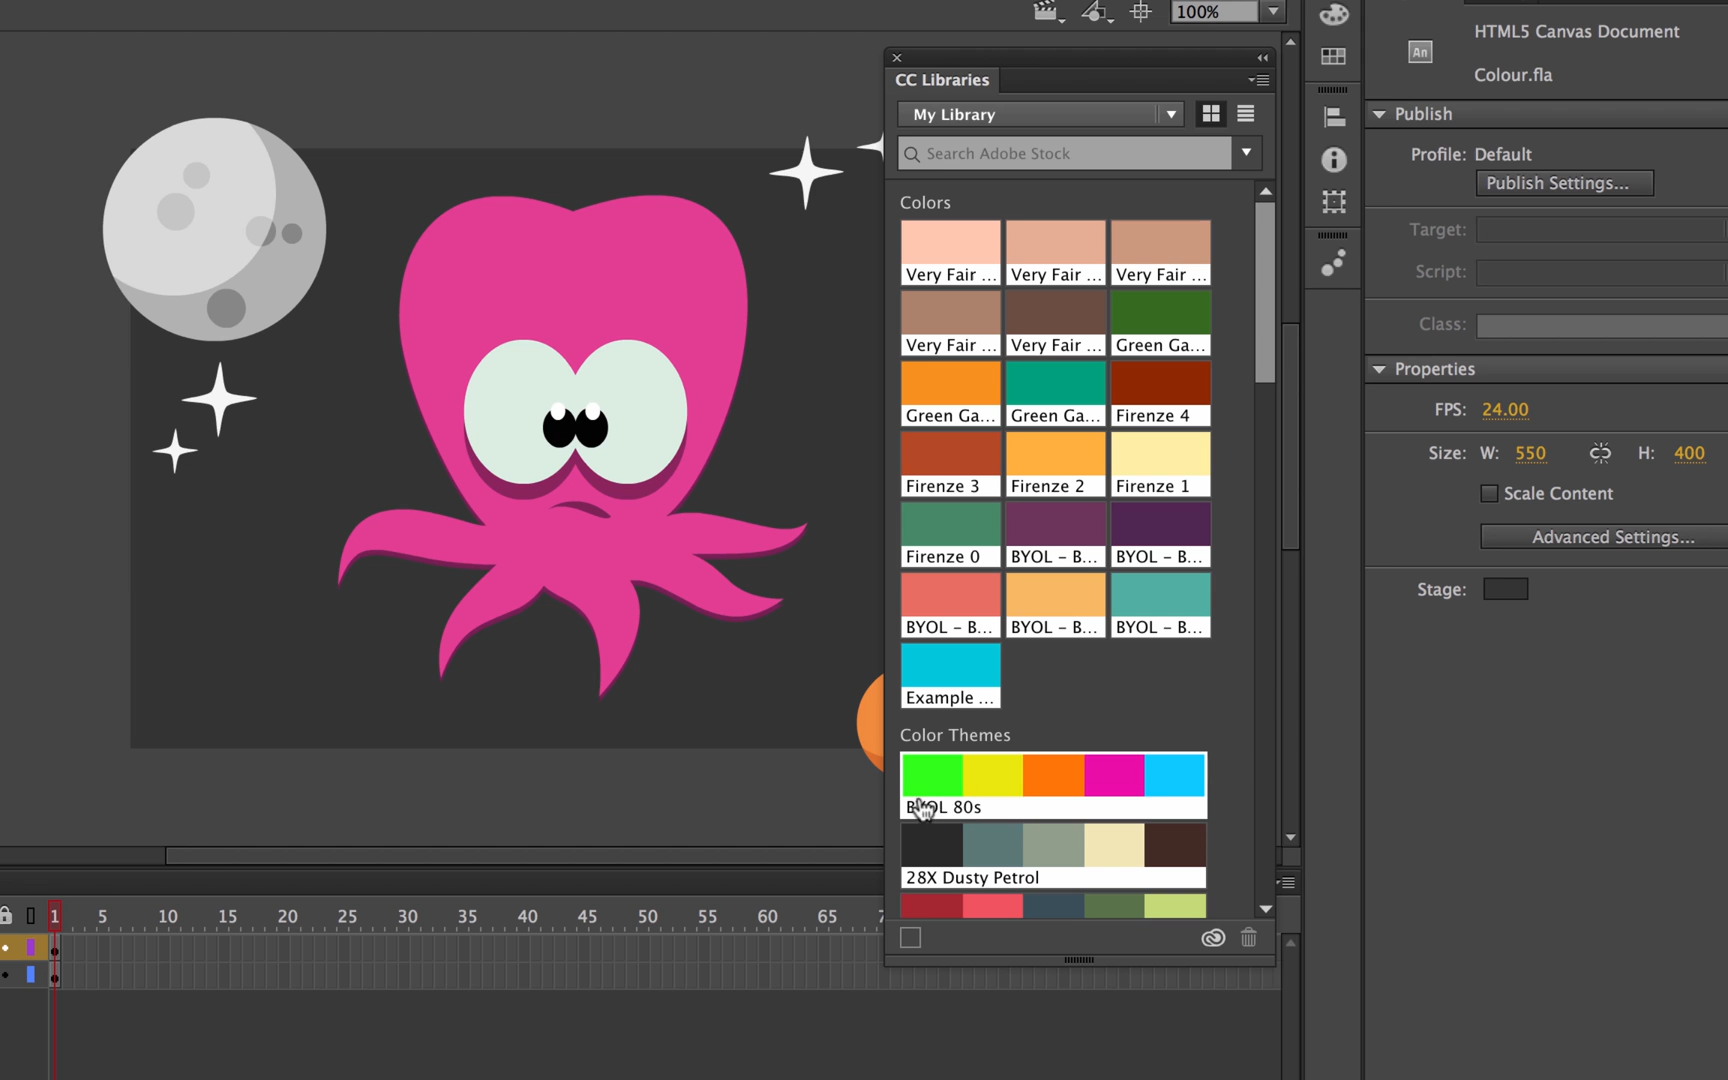 100%
HTML5 Canvas Document
An
Colour.fla
CC Libraries
My Library
Search Adobe Stock
Colors
Very Fair ... Very Fair ... Very Fair ...
Very Fair ... Very Fair ... Green Ga...
Green Ga... Green Ga... Firenze 4
Firenze 3 Firenze 2 Firenze 1
Firenze 0 BYOL – B... BYOL – B...
BYOL – B... BYOL – B... BYOL – B...
Example ...
Color Themes
BYOL 80s
28X Dusty Petrol
Publish
Profile: Default
Publish Settings...
Target:
Script:
Class:
Properties
FPS: 24.00
Size: W: 550 H: 400
Scale Content
Advanced Settings...
Stage:
1 5 10 15 20 25 30 35 40 45 50 55 60 65